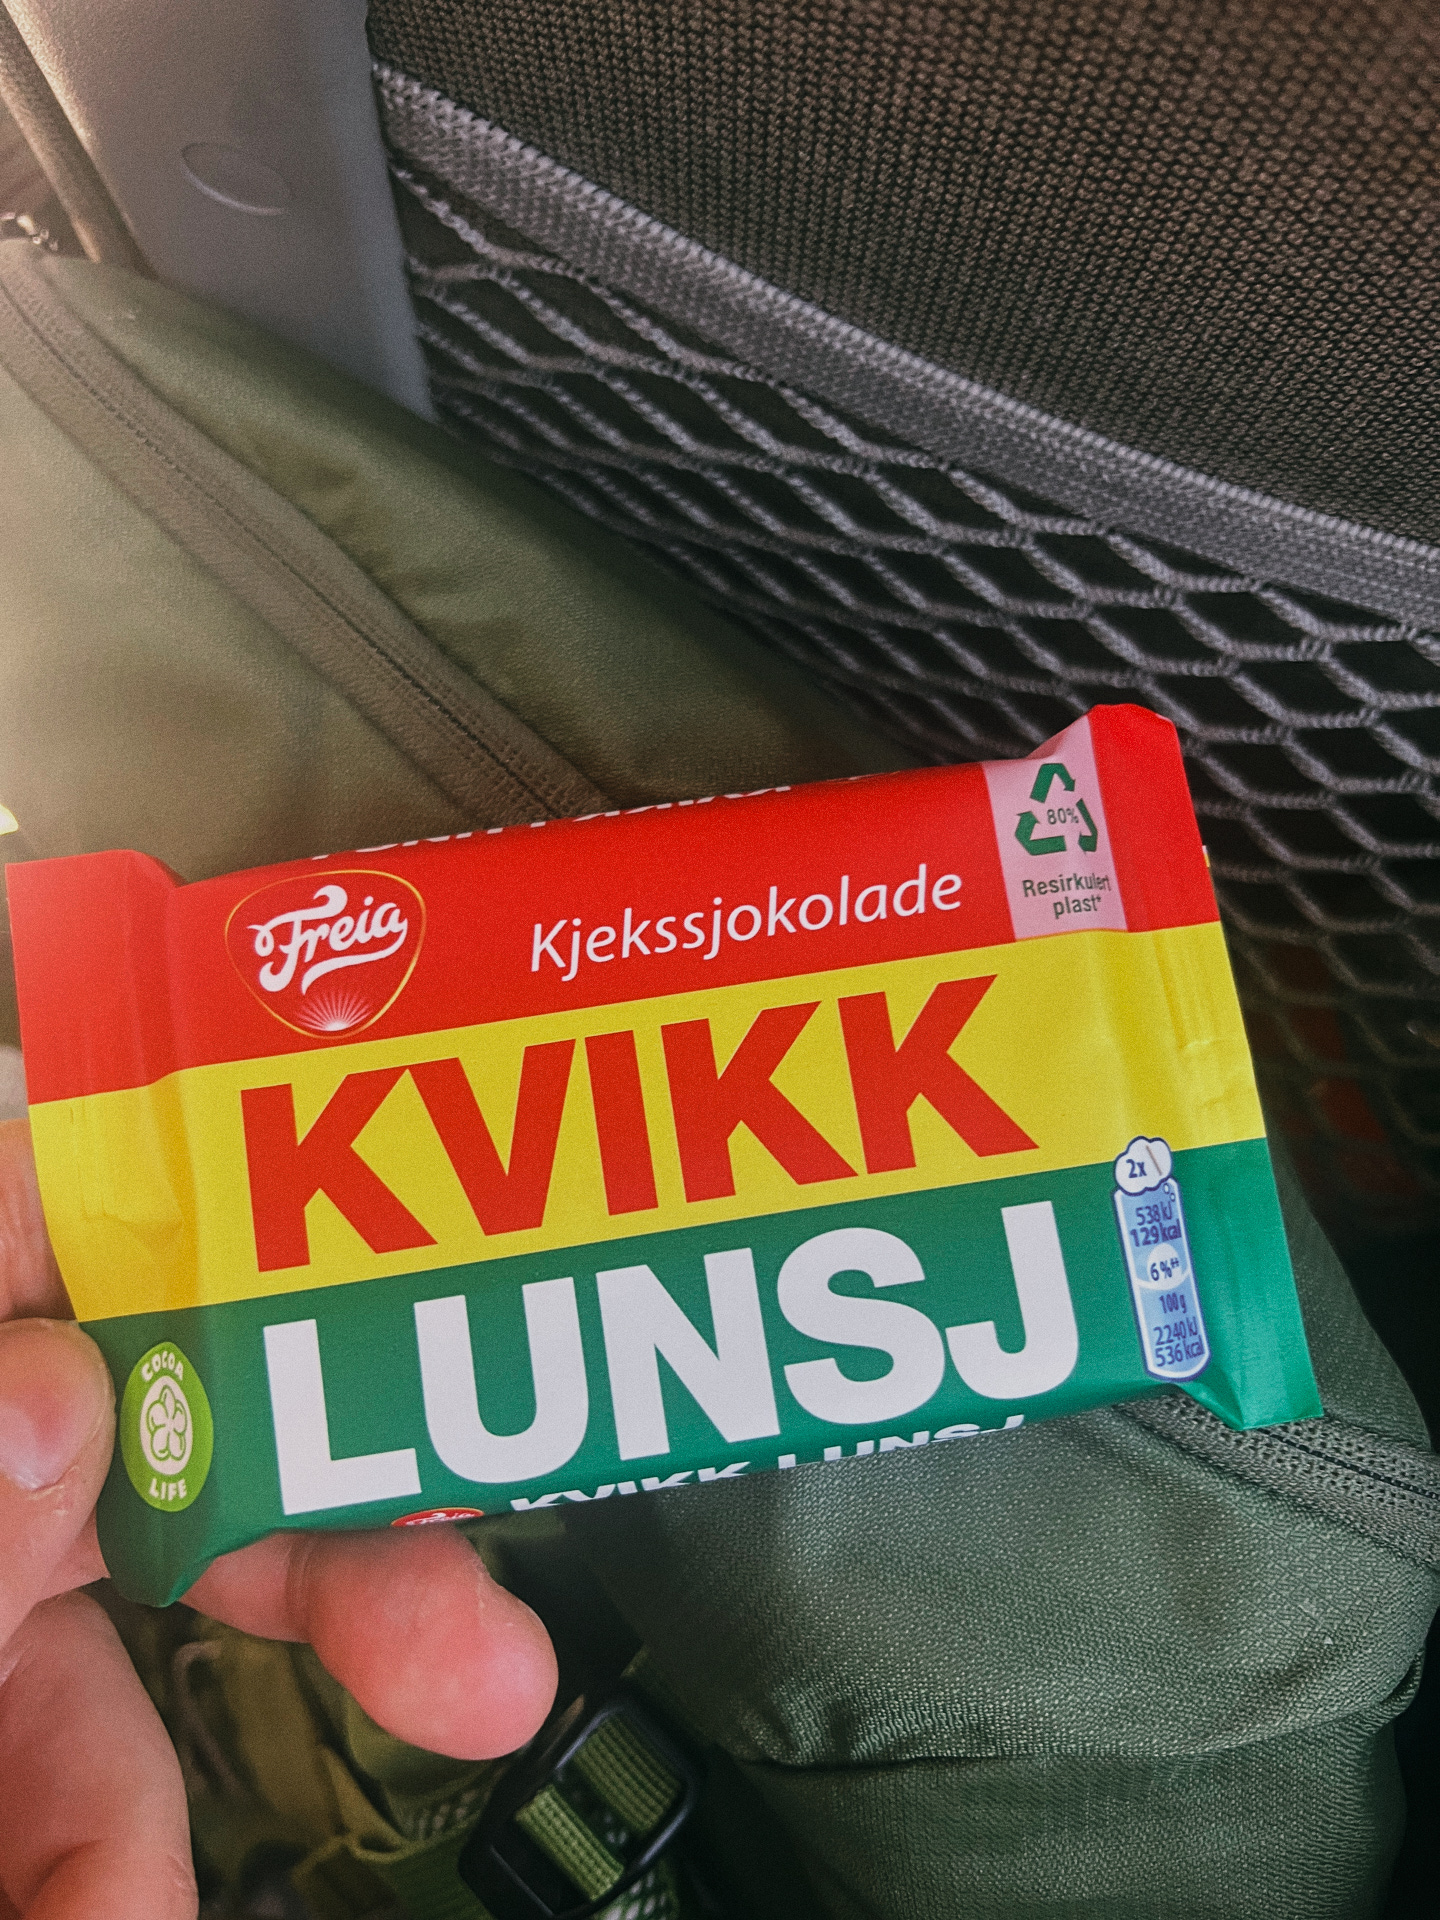 Freia
Kjekssjokolade
80%
Resirkulert
plast*
KVIKK
LUNSJ
2x
538 kJ
129 kcal
6%**
100 g
2240 kJ
536 kcal
COCOA
LIFE
Freia
KVIKK LUNSJ